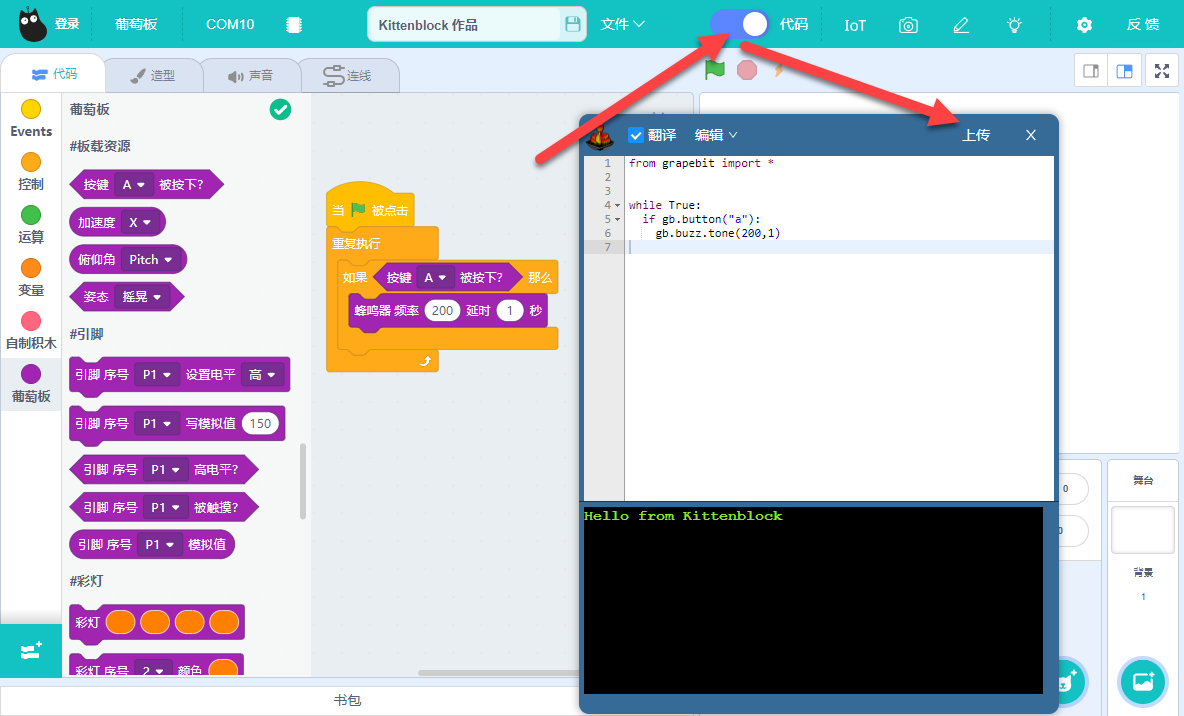 登录 葡萄板 COM10 Kittenblock 作品 文件 代码 IoT 反馈
代码 造型 声音 连线
Events
控制
运算
变量
自制积木
葡萄板
葡萄板
#板载资源
按键 A 被按下?
加速度 X
俯仰角 Pitch
姿态 摇晃
#引脚
引脚 序号 P1 设置电平 高
引脚 序号 P1 写模拟值 150
引脚 序号 P1 高电平?
引脚 序号 P1 被触摸?
引脚 序号 P1 模拟值
#彩灯
彩灯
彩灯 序号 2 颜色
当 被点击
重复执行
如果 按键 A 被按下? 那么
蜂鸣器 频率 200 延时 1 秒
翻译 编辑 上传 X
1 from grapebit import *
2
3
4 while True:
5 if gb.button("a"):
6 gb.buzz.tone(200,1)
7
Hello from Kittenblock
0
0
舞台
背景
1
书包